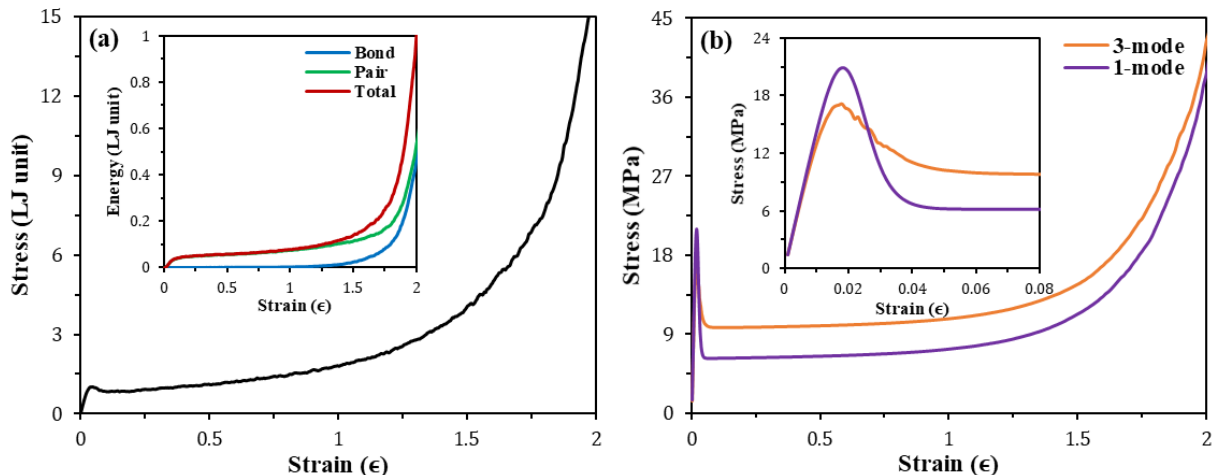 (a)
Stress (LJ unit)
15
12
9
6
3
0
0
0.5
1
1.5
2
Strain (ϵ)
Energy (LJ unit)
1
0.8
0.6
0.4
0.2
0
0
0.5
1
1.5
2
Strain (ϵ)
Bond
Pair
Total
(b)
Stress (MPa)
45
36
27
18
9
0
0
0.5
1
1.5
2
Strain (ϵ)
Stress (MPa)
24
18
12
6
0
0
0.02
0.04
0.06
0.08
Strain (ϵ)
3-mode
1-mode